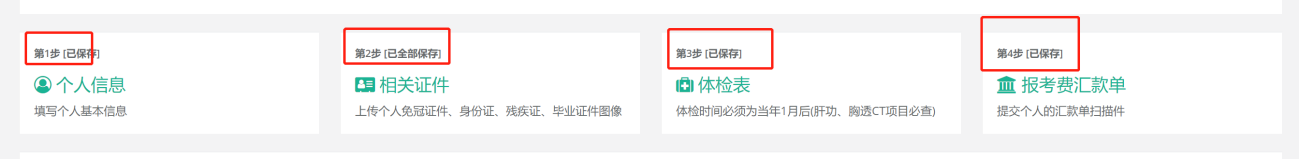 第1步 [已保存]
个人信息
填写个人基本信息
第2步 [已全部保存]
相关证件
上传个人免冠证件、身份证、残疾证、毕业证件图像
第3步 [已保存]
体检表
体检时间必须为当年1月后(肝功、胸透CT项目必查)
第4步 [已保存]
报考费汇款单
提交个人的汇款单扫描件